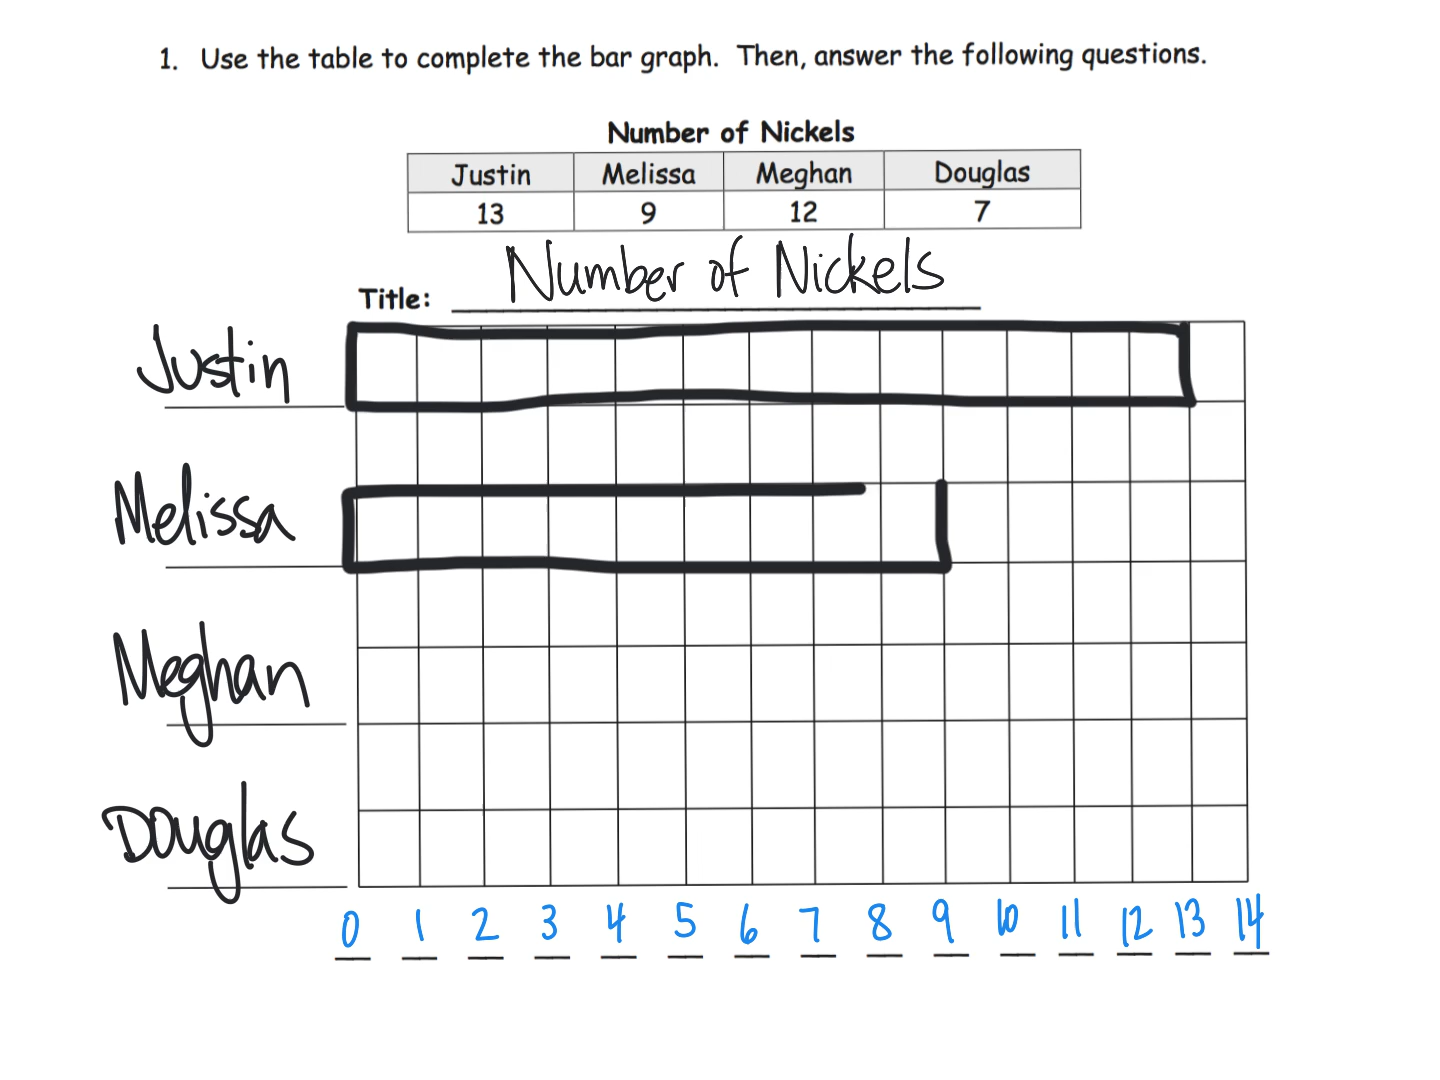 1. Use the table to complete the bar graph. Then, answer the following questions.
Number of Nickels
Justin Melissa Meghan Douglas
13 9 12 7
Title: Number of Nickels
Justin
Melissa
Meghan
Douglas
0 1 2 3 4 5 6 7 8 9 10 11 12 13 14